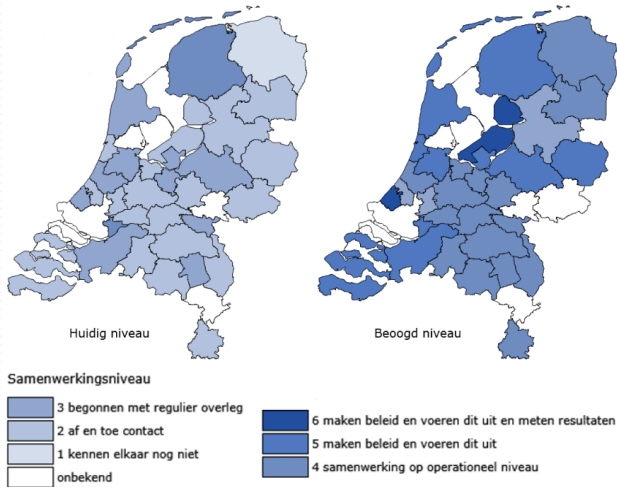 Huidig niveau
Beoogd niveau
Samenwerkingsniveau
3 begonnen met regulier overleg
2 af en toe contact
1 kennen elkaar nog niet
onbekend
6 maken beleid en voeren dit uit en meten resultaten
5 maken beleid en voeren dit uit
4 samenwerking op operationeel niveau